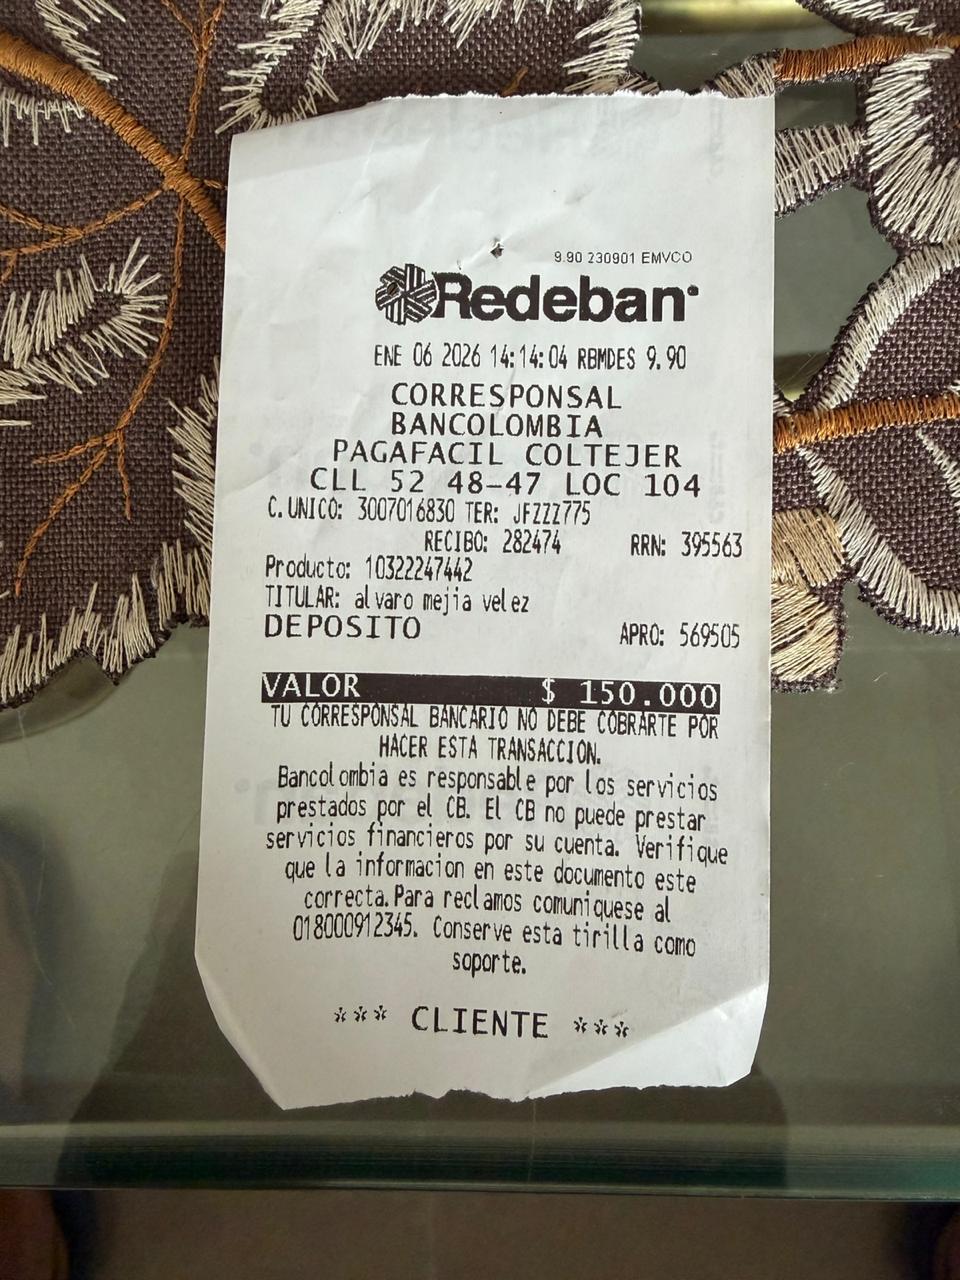 9.90 230901 EMVCO
Redeban
ENE 06 2026 14:14:04 RBMDES 9.90
CORRESPONSAL
BANCOLOMBIA
PAGAFACIL COLTEJER
CLL 52 48-47 LOC 104
C.UNICO: 3007016830 TER: JFZZZ775
RECIBO: 282474 RRN: 395563
Producto: 10322247442
TITULAR: alvaro mejia velez
DEPOSITO APRO: 569505
VALOR $ 150.000
TU CORRESPONSAL BANCARIO NO DEBE COBRARTE POR
HACER ESTA TRANSACCION.
Bancolombia es responsable por los servicios
prestados por el CB. El CB no puede prestar
servicios financieros por su cuenta. Verifique
que la informacion en este documento este
correcta.Para reclamos comuniquese al
018000912345. Conserve esta tirilla como
soporte.
*** CLIENTE ***